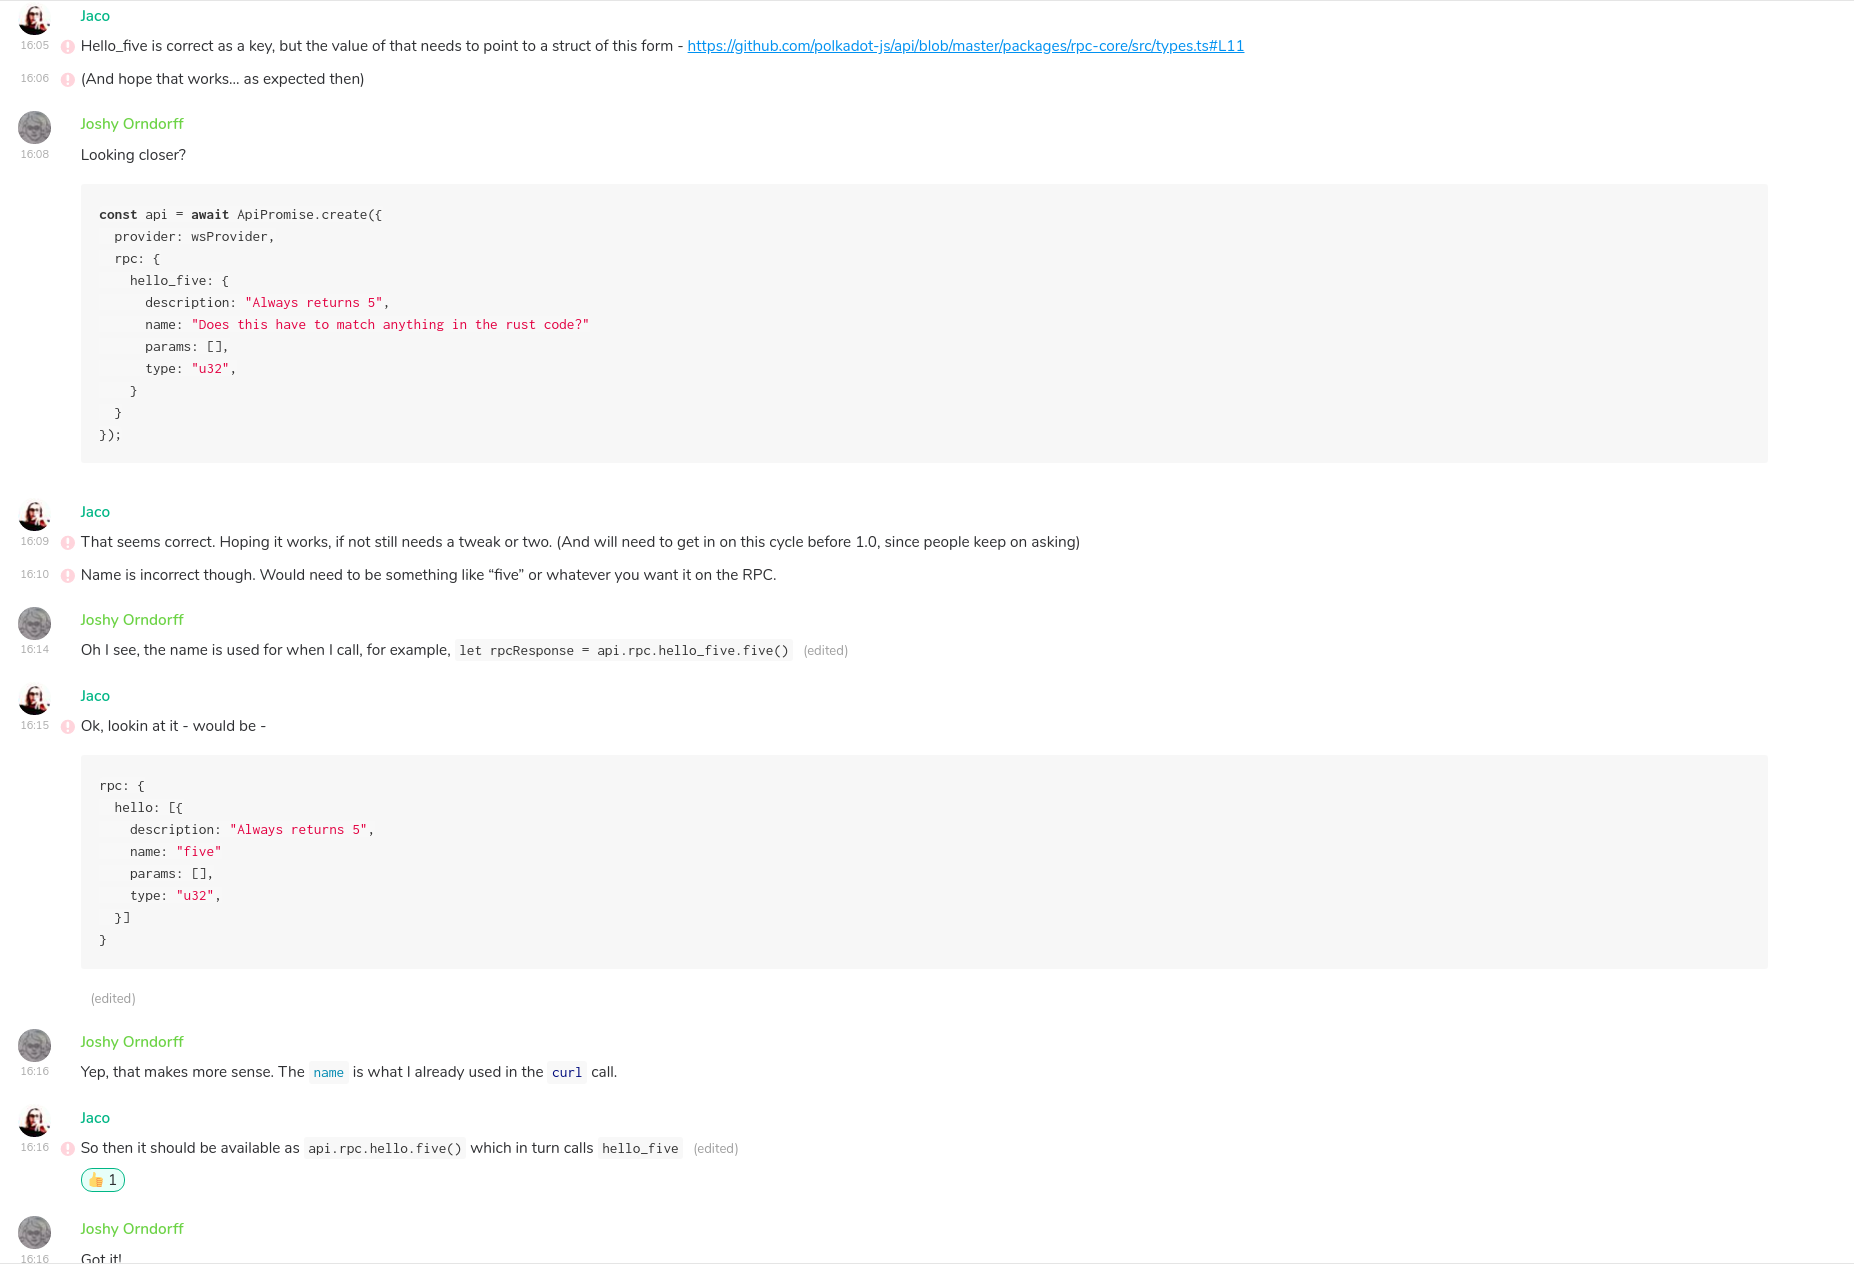 Jaco
16:05 Hello_five is correct as a key, but the value of that needs to point to a struct of this form - https://github.com/polkadot-js/api/blob/master/packages/rpc-core/src/types.ts#L11
16:06 (And hope that works... as expected then)
Joshy Orndorff
16:08 Looking closer?
const api = await ApiPromise.create({
  provider: wsProvider,
  rpc: {
    hello_five: {
      description: "Always returns 5",
      name: "Does this have to match anything in the rust code?"
      params: [],
      type: "u32",
    }
  }
});
Jaco
16:09 That seems correct. Hoping it works, if not still needs a tweak or two. (And will need to get in on this cycle before 1.0, since people keep on asking)
16:10 Name is incorrect though. Would need to be something like “five” or whatever you want it on the RPC.
Joshy Orndorff
16:14 Oh I see, the name is used for when I call, for example, let rpcResponse = api.rpc.hello_five.five() (edited)
Jaco
16:15 Ok, lookin at it - would be -
rpc: {
  hello: [{
    description: "Always returns 5",
    name: "five"
    params: [],
    type: "u32",
  }]
}
(edited)
Joshy Orndorff
16:16 Yep, that makes more sense. The name is what I already used in the curl call.
Jaco
16:16 So then it should be available as api.rpc.hello.five() which in turn calls hello_five (edited)
👍 1
Joshy Orndorff
16:16 Got it!